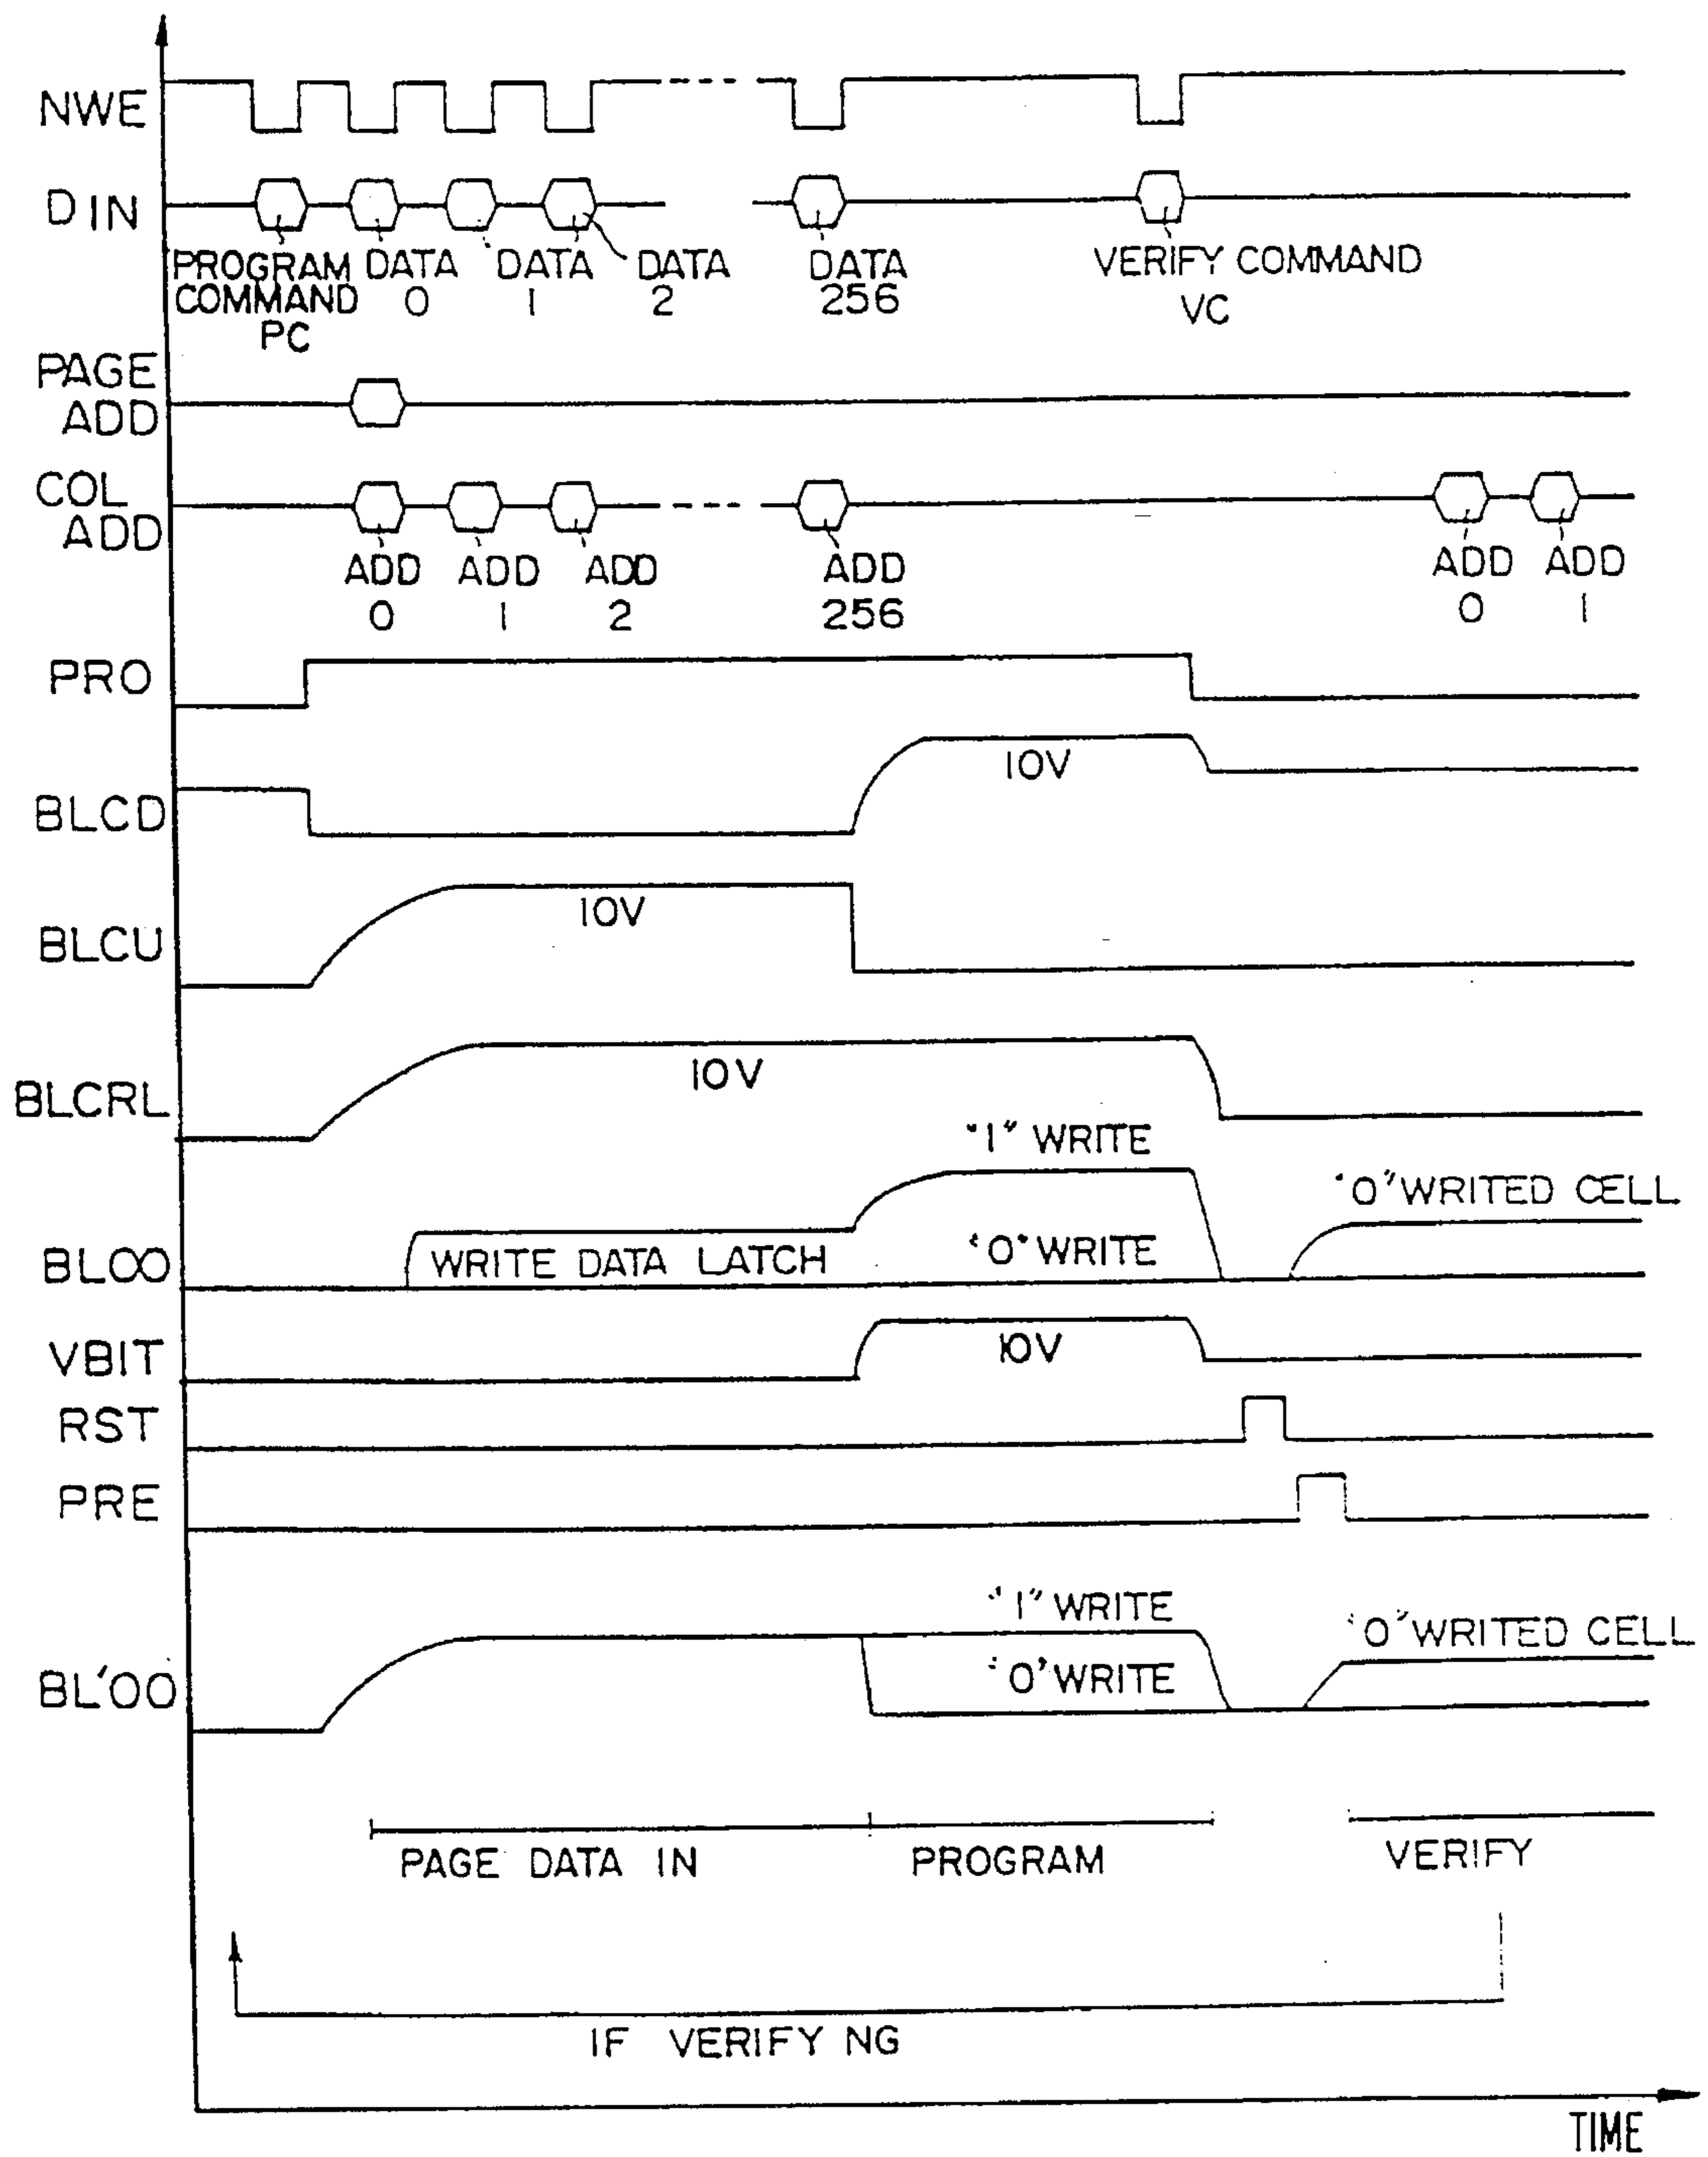 NWE
DIN
PROGRAM COMMAND PC
DATA 0
DATA 1
DATA 2
DATA 256
VERIFY COMMAND VC
PAGE ADD
COL ADD
ADD 0
ADD 1
ADD 2
ADD 256
ADD 0
ADD 1
PRO
BLCD
10V
BLCU
10V
BLCRL
10V
BL00
WRITE DATA LATCH
"1" WRITE
"0" WRITE
"0" WRITED CELL
VBIT
10V
RST
PRE
BL'00
"1" WRITE
"0" WRITE
"0" WRITED CELL
PAGE DATA IN
PROGRAM
VERIFY
IF VERIFY NG
TIME